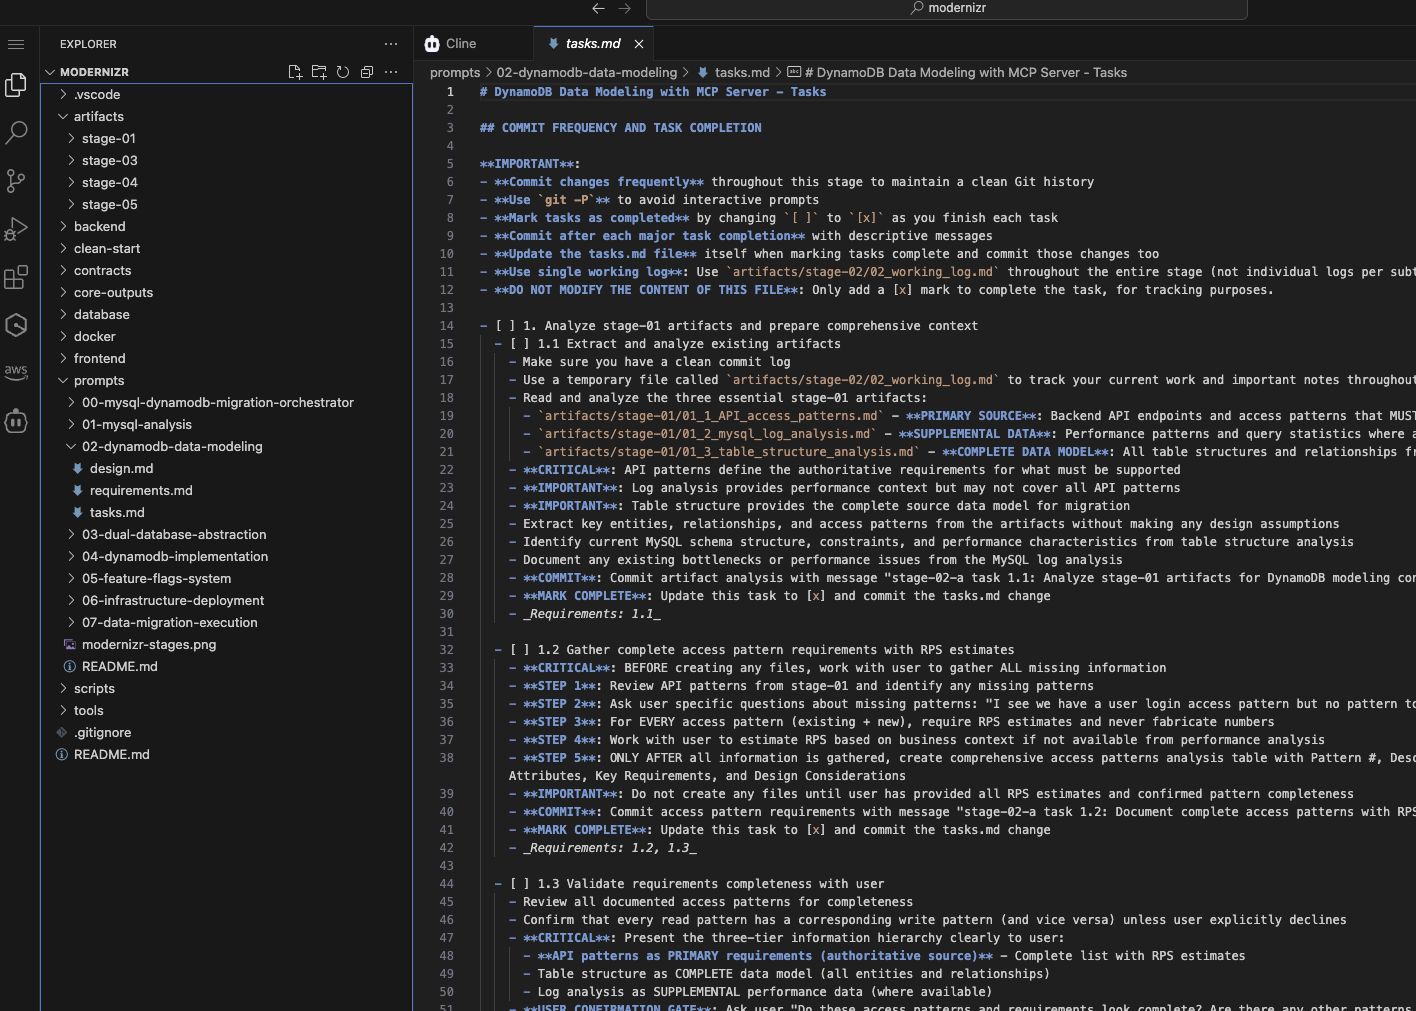 modernizr
EXPLORER
Cline
tasks.md
MODERNIZR
prompts > 02-dynamodb-data-modeling > tasks.md > # DynamoDB Data Modeling with MCP Server - Tasks
.vscode
artifacts
stage-01
stage-03
stage-04
stage-05
backend
clean-start
contracts
core-outputs
database
docker
frontend
prompts
00-mysql-dynamodb-migration-orchestrator
01-mysql-analysis
02-dynamodb-data-modeling
design.md
requirements.md
tasks.md
03-dual-database-abstraction
04-dynamodb-implementation
05-feature-flags-system
06-infrastructure-deployment
07-data-migration-execution
modernizr-stages.png
README.md
scripts
tools
.gitignore
README.md
aws
1 # DynamoDB Data Modeling with MCP Server - Tasks
2
3 ## COMMIT FREQUENCY AND TASK COMPLETION
4
5 **IMPORTANT**:
6 - **Commit changes frequently** throughout this stage to maintain a clean Git history
7 - **Use `git -P`** to avoid interactive prompts
8 - **Mark tasks as completed** by changing `[ ]` to `[x]` as you finish each task
9 - **Commit after each major task completion** with descriptive messages
10 - **Update the tasks.md file** itself when marking tasks complete and commit those changes too
11 - **Use single working log**: Use `artifacts/stage-02/02_working_log.md` throughout the entire stage (not individual logs per subt
12 - **DO NOT MODIFY THE CONTENT OF THIS FILE**: Only add a [x] mark to complete the task, for tracking purposes.
13
14 - [ ] 1. Analyze stage-01 artifacts and prepare comprehensive context
15 - [ ] 1.1 Extract and analyze existing artifacts
16 - Make sure you have a clean commit log
17 - Use a temporary file called `artifacts/stage-02/02_working_log.md` to track your current work and important notes throughout
18 - Read and analyze the three essential stage-01 artifacts:
19 - `artifacts/stage-01/01_1_API_access_patterns.md` - **PRIMARY SOURCE**: Backend API endpoints and access patterns that MUST
20 - `artifacts/stage-01/01_2_mysql_log_analysis.md` - **SUPPLEMENTAL DATA**: Performance patterns and query statistics where a
21 - `artifacts/stage-01/01_3_table_structure_analysis.md` - **COMPLETE DATA MODEL**: All table structures and relationships fr
22 - **CRITICAL**: API patterns define the authoritative requirements for what must be supported
23 - **IMPORTANT**: Log analysis provides performance context but may not cover all API patterns
24 - **IMPORTANT**: Table structure provides the complete source data model for migration
25 - Extract key entities, relationships, and access patterns from the artifacts without making any design assumptions
26 - Identify current MySQL schema structure, constraints, and performance characteristics from table structure analysis
27 - Document any existing bottlenecks or performance issues from the MySQL log analysis
28 - **COMMIT**: Commit artifact analysis with message "stage-02-a task 1.1: Analyze stage-01 artifacts for DynamoDB modeling con
29 - **MARK COMPLETE**: Update this task to [x] and commit the tasks.md change
30 - _Requirements: 1.1_
31
32 - [ ] 1.2 Gather complete access pattern requirements with RPS estimates
33 - **CRITICAL**: BEFORE creating any files, work with user to gather ALL missing information
34 - **STEP 1**: Review API patterns from stage-01 and identify any missing patterns
35 - **STEP 2**: Ask user specific questions about missing patterns: "I see we have a user login access pattern but no pattern to
36 - **STEP 3**: For EVERY access pattern (existing + new), require RPS estimates and never fabricate numbers
37 - **STEP 4**: Work with user to estimate RPS based on business context if not available from performance analysis
38 - **STEP 5**: ONLY AFTER all information is gathered, create comprehensive access patterns analysis table with Pattern #, Desc
Attributes, Key Requirements, and Design Considerations
39 - **IMPORTANT**: Do not create any files until user has provided all RPS estimates and confirmed pattern completeness
40 - **COMMIT**: Commit access pattern requirements with message "stage-02-a task 1.2: Document complete access patterns with RPS
41 - **MARK COMPLETE**: Update this task to [x] and commit the tasks.md change
42 - _Requirements: 1.2, 1.3_
43
44 - [ ] 1.3 Validate requirements completeness with user
45 - Review all documented access patterns for completeness
46 - Confirm that every read pattern has a corresponding write pattern (and vice versa) unless user explicitly declines
47 - **CRITICAL**: Present the three-tier information hierarchy clearly to user:
48 - **API patterns as PRIMARY requirements (authoritative source)** - Complete list with RPS estimates
49 - Table structure as COMPLETE data model (all entities and relationships)
50 - Log analysis as SUPPLEMENTAL performance data (where available)
51 - **USER CONFIRMATION GATE**: Ask user "Do these access patterns and requirements look complete? Are there any other patterns